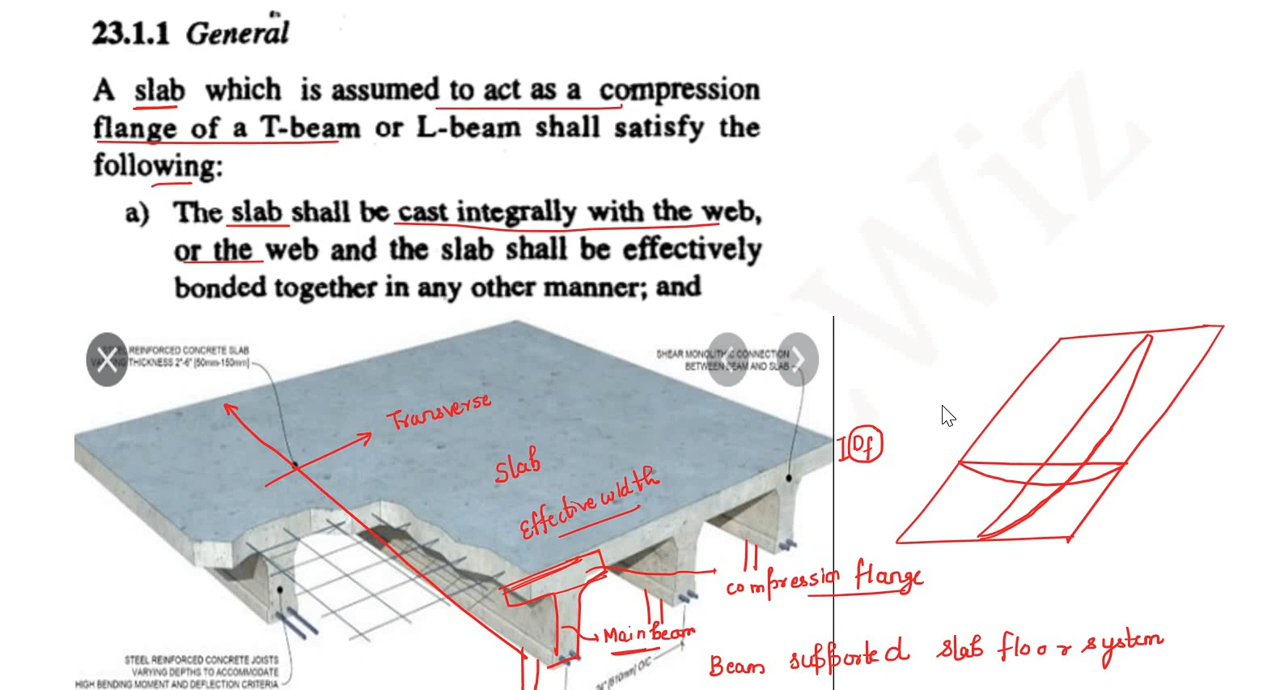 23.1.1 General
A slab which is assumed to act as a compression
flange of a T-beam or L-beam shall satisfy the
following:
a) The slab shall be cast integrally with the web,
or the web and the slab shall be effectively
bonded together in any other manner; and
REINFORCED CONCRETE SLAB
THICKNESS 2"-6" [50mm-150mm]
SHEAR MONOLITHIC CONNECTION
BETWEEN BEAM AND SLAB
Transverse
Slab
Df
Effective width
compression flange
Main beam
Beam supported slab floor system
STEEL REINFORCED CONCRETE JOISTS
VARYING DEPTHS TO ACCOMMODATE
HIGH BENDING MOMENT AND DEFLECTION CRITERIA
(610mm) O/C
Wiz